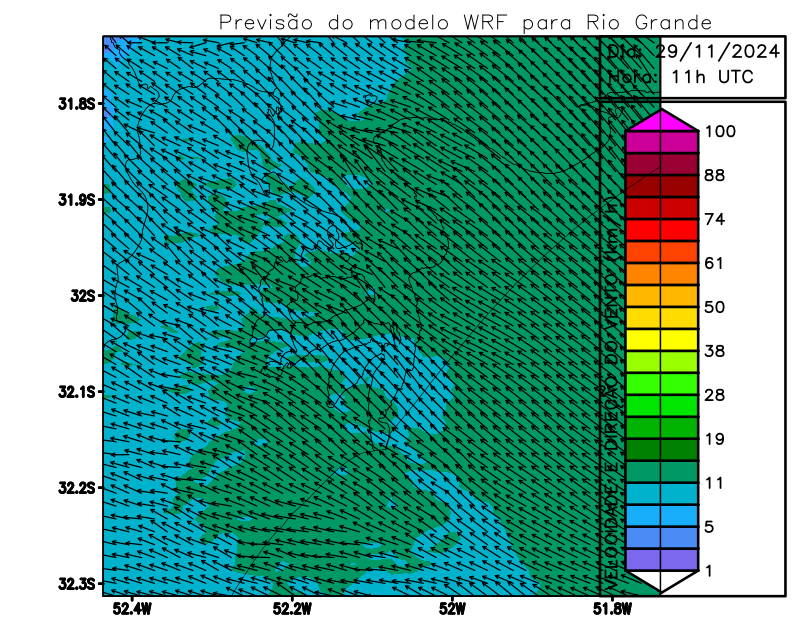 Previsão do modelo WRF para Rio Grande
Dia: 29/11/2024
Hora: 11h UTC
31.8S
31.9S
32S
32.1S
32.2S
32.3S
52.4W
52.2W
52W
51.8W
VELOCIDADE E DIREÇÃO DO VENTO (km/h)
100
88
74
61
50
38
28
19
11
5
1